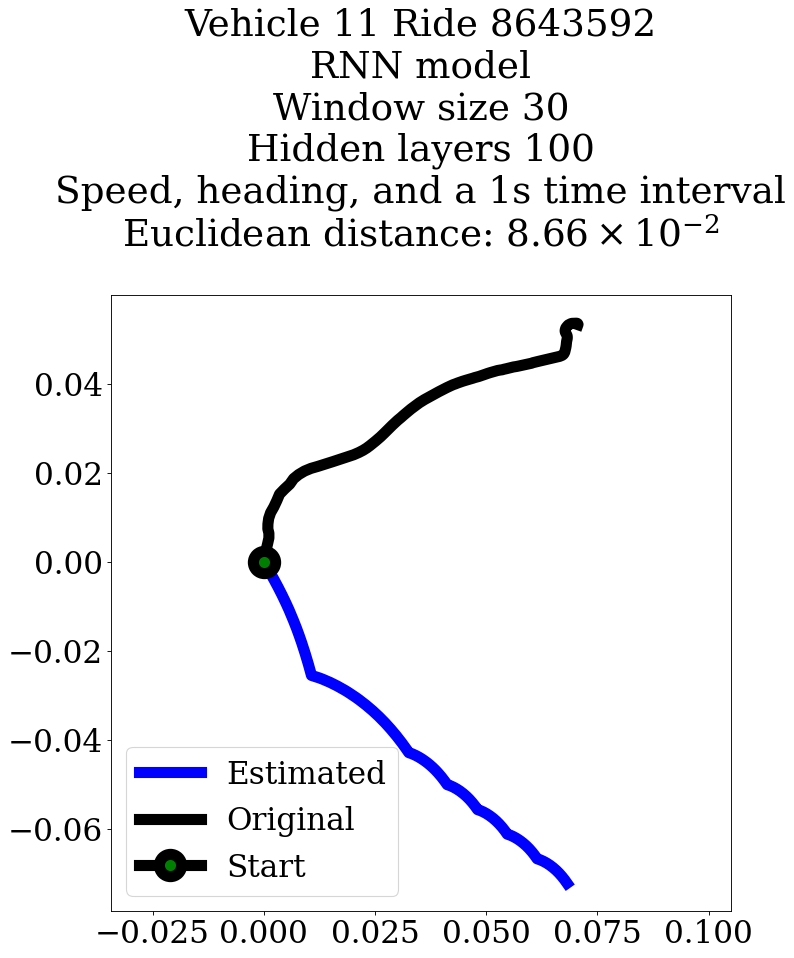 Vehicle 11 Ride 8643592
RNN model
Window size 30
Hidden layers 100
Speed, heading, and a 1s time interval
Euclidean distance: 8.66 × 10⁻²
0.04
0.02
0.00
−0.02
−0.04
−0.06
Estimated
Original
Start
−0.025 0.000 0.025 0.050 0.075 0.100